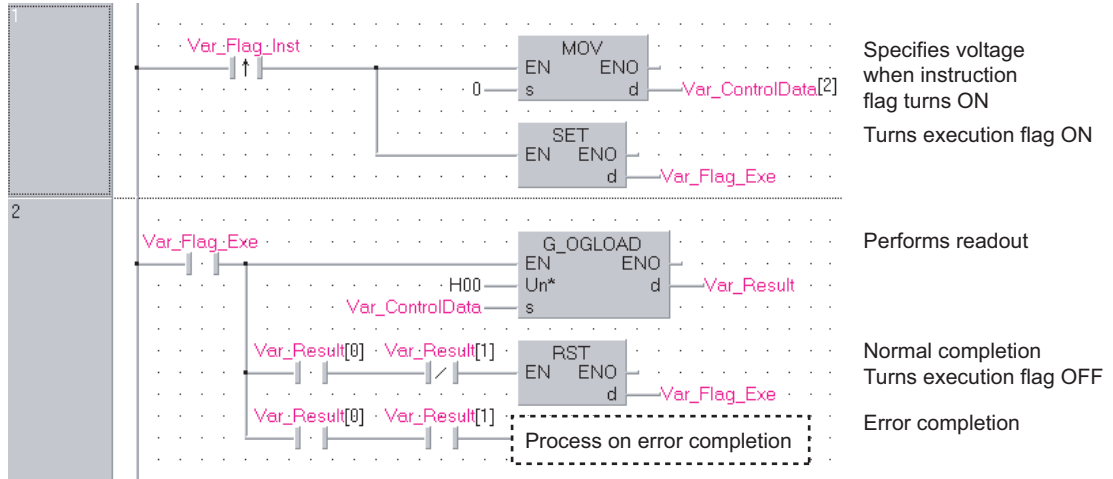 1
Var_Flag_Inst
MOV
EN ENO
0 s d Var_ControlData[2]
Specifies voltage
when instruction
flag turns ON
SET
EN ENO
d Var_Flag_Exe
Turns execution flag ON
2
Var_Flag_Exe
G_OGLOAD
EN ENO
H00 Un* d Var_Result
Var_ControlData s
Performs readout
Var_Result[0] Var_Result[1]
RST
EN ENO
d Var_Flag_Exe
Normal completion
Turns execution flag OFF
Var_Result[0] Var_Result[1]
Process on error completion
Error completion